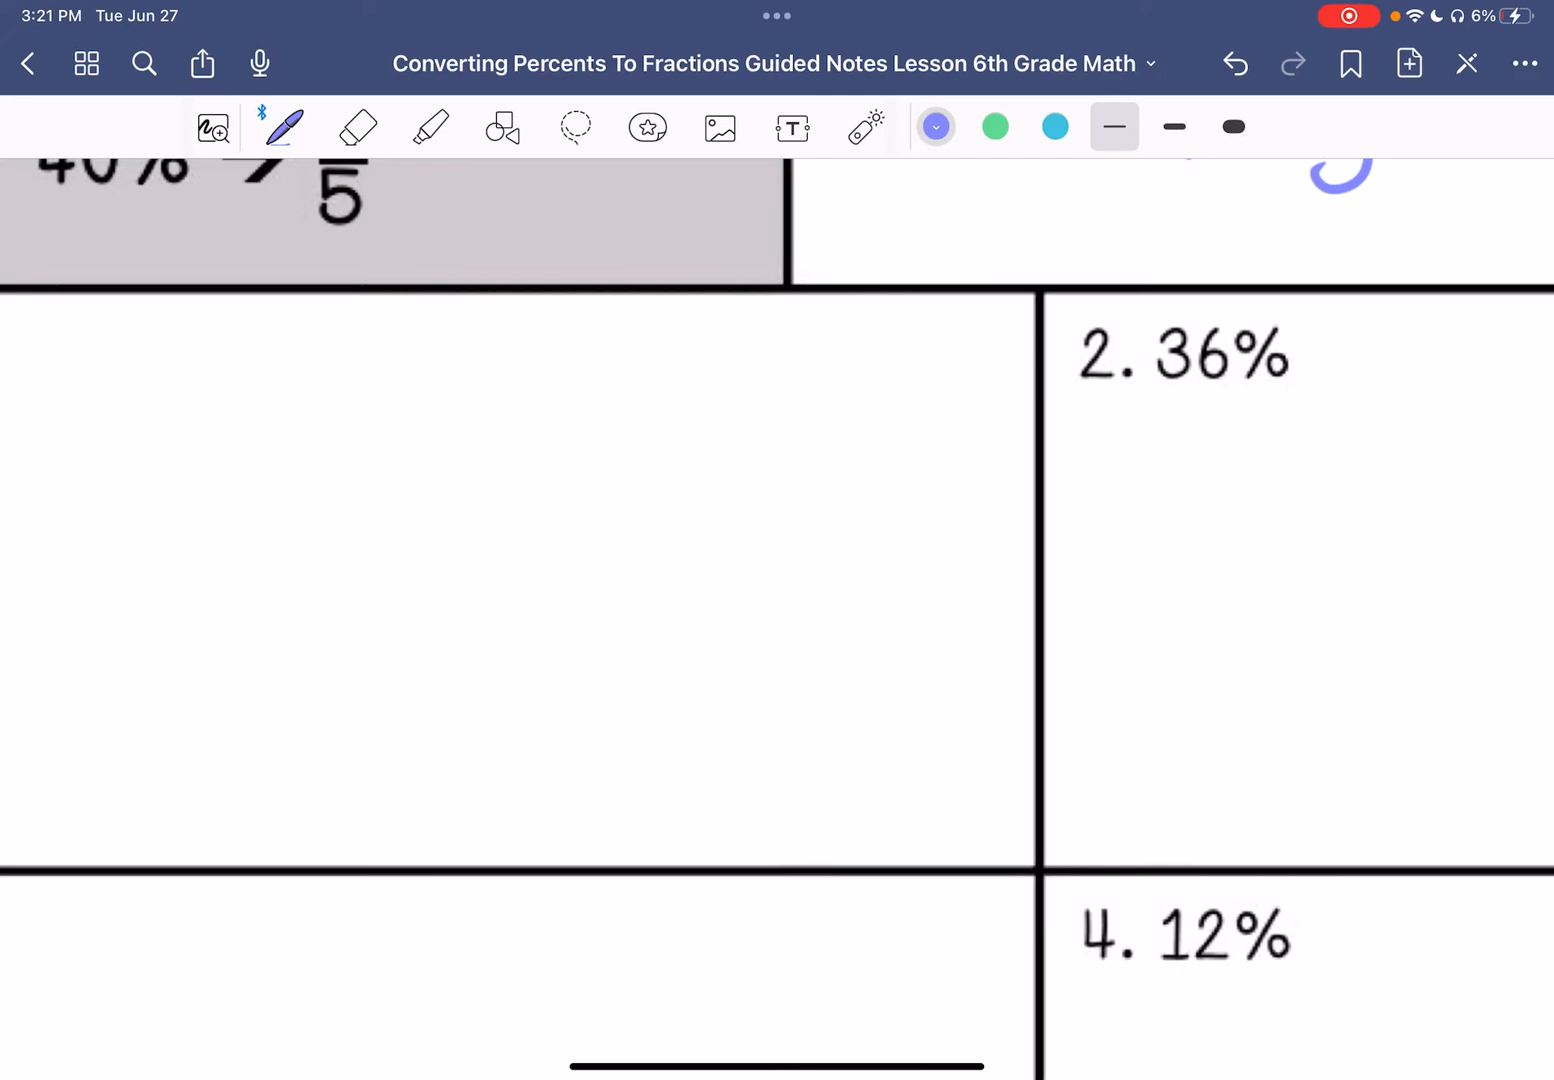 3:21 PM Tue Jun 27
6%
Converting Percents To Fractions Guided Notes Lesson 6th Grade Math
T
40% → 5
2. 36%
4. 12%